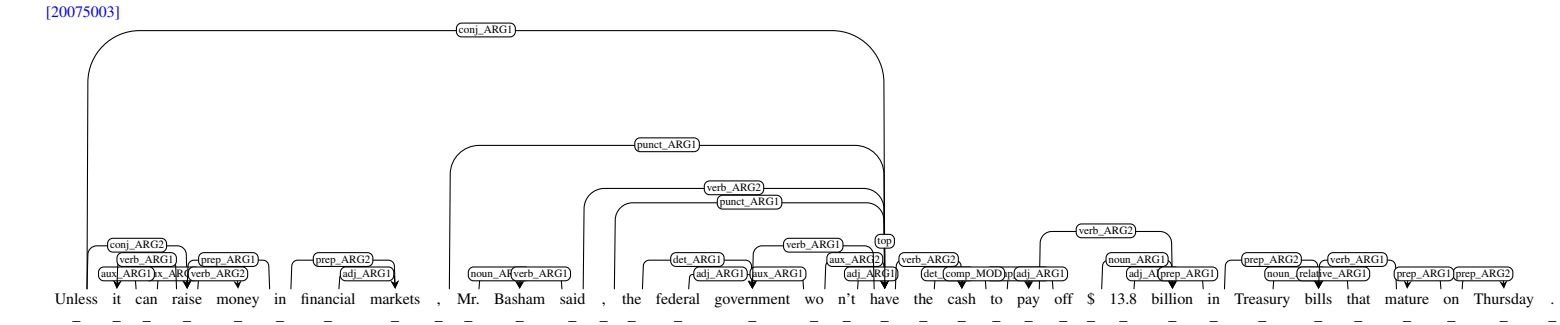 [20075003]
conj_ARG1
punct_ARG1
verb_ARG2
punct_ARG1
verb_ARG2
top
conj_ARG2 verb_ARG1
verb_ARG1 prep_ARG1 prep_ARG2 det_ARG1 aux_ARG2 verb_ARG2 noun_ARG1 prep_ARG2 verb_ARG1
aux_ARG1 verb_ARG2 adj_ARG1 verb_ARG1 adj_ARG1 aux_ARG1 comp_MOD adj_ARG1 prep_ARG1 relative_ARG1 prep_ARG1 prep_ARG2
Unless it can raise money in financial markets , Mr. Basham said , the federal government wo n't have the cash to pay off $ 13.8 billion in Treasury bills that mature on Thursday .